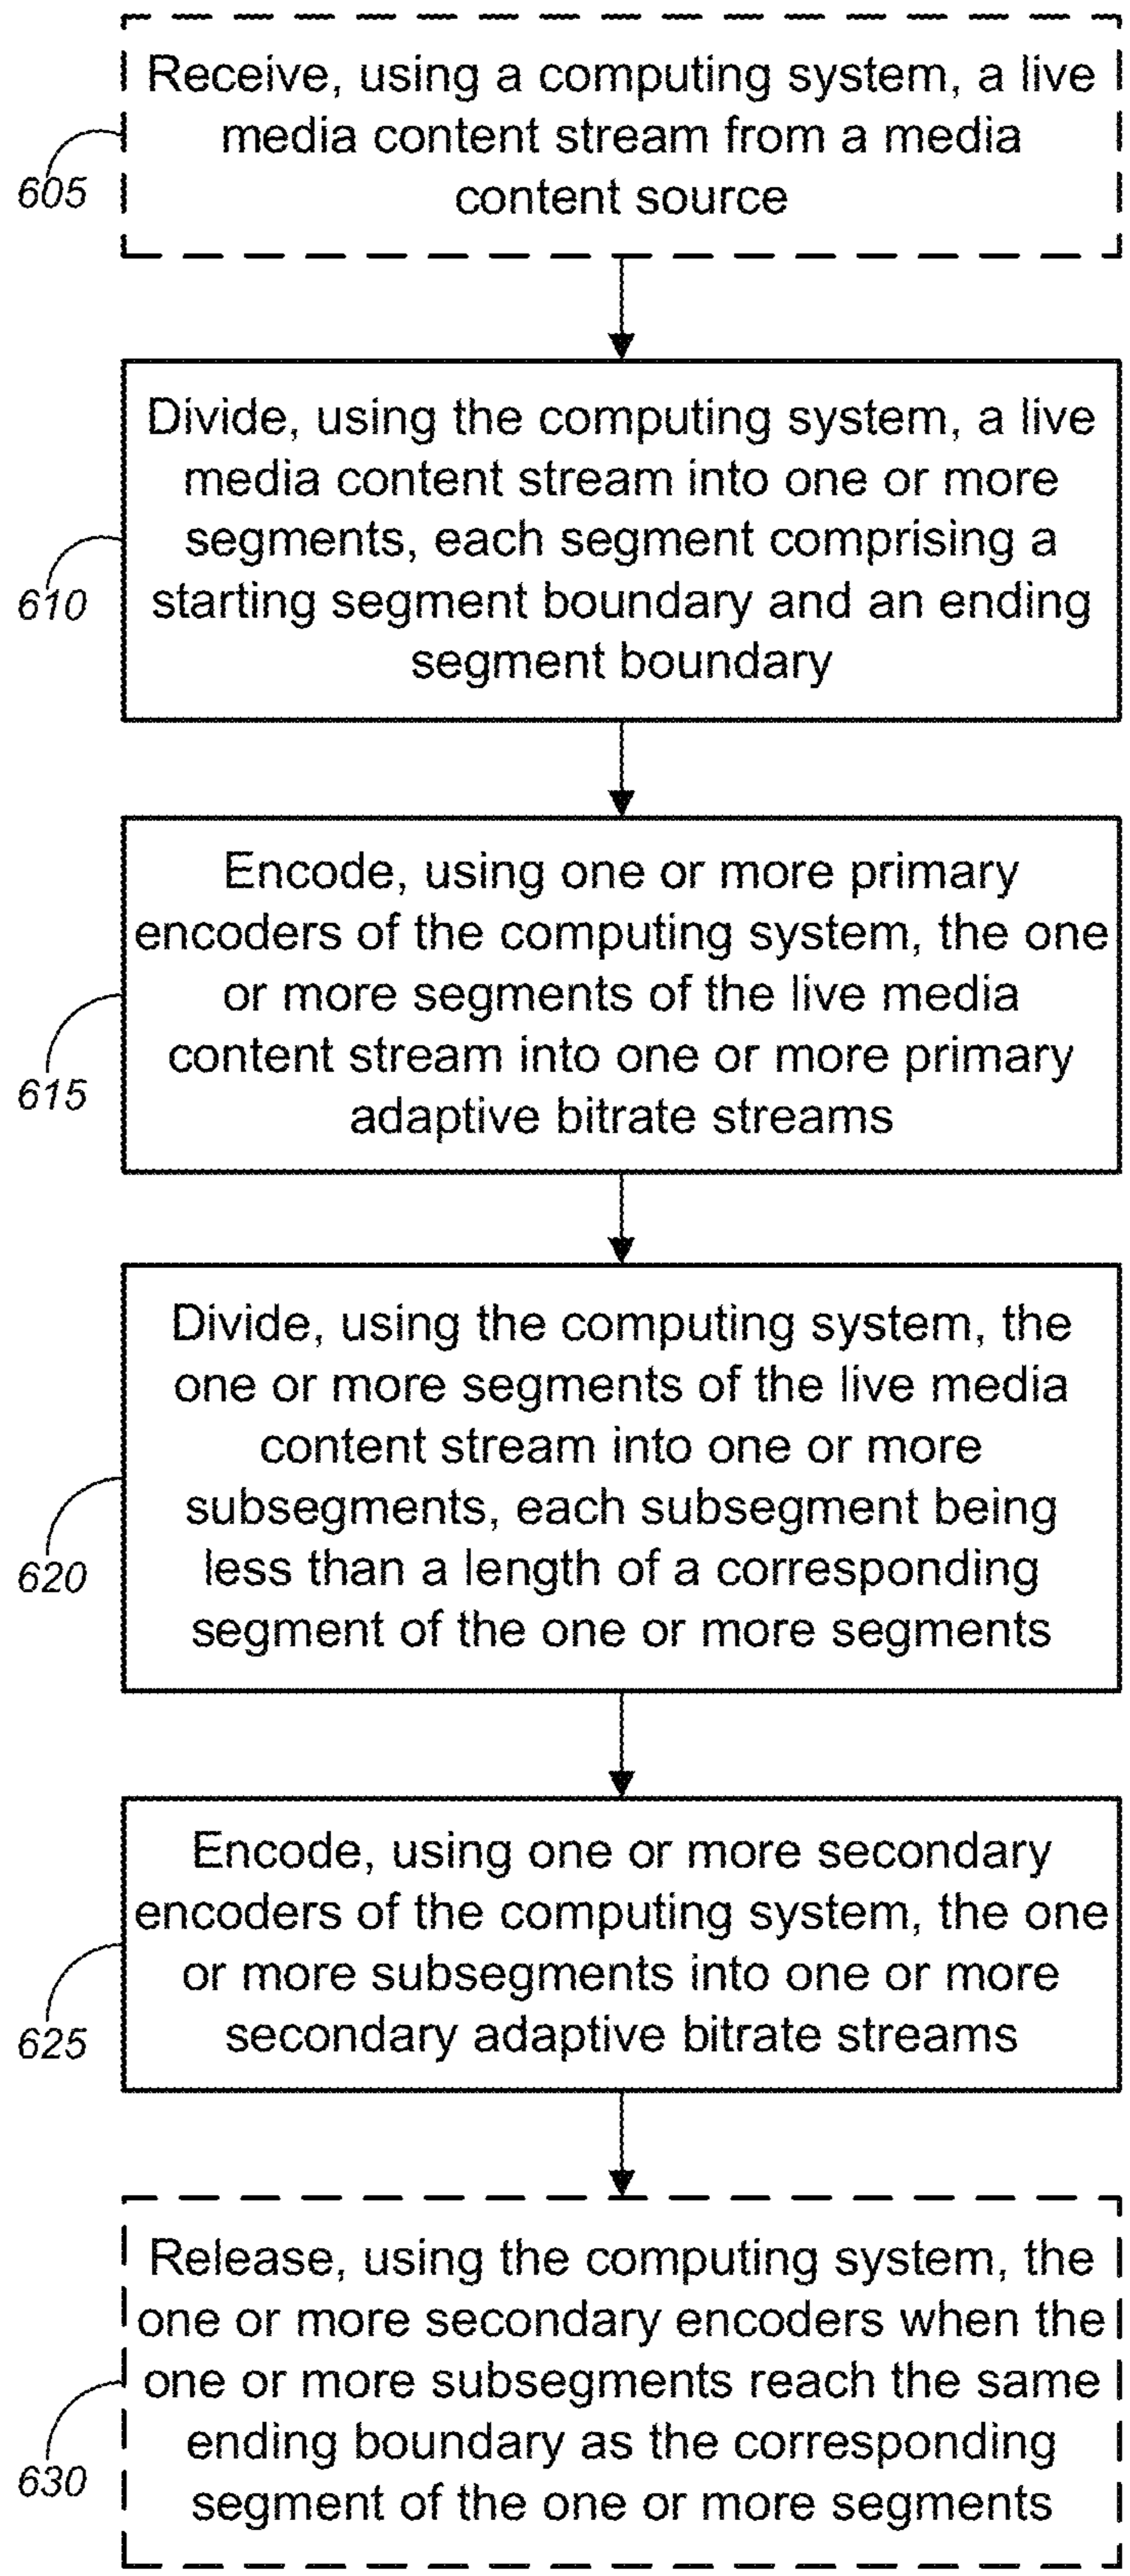 Receive, using a computing system, a live
media content stream from a media
content source
605
Divide, using the computing system, a live
media content stream into one or more
segments, each segment comprising a
starting segment boundary and an ending
segment boundary
610
Encode, using one or more primary
encoders of the computing system, the one
or more segments of the live media
content stream into one or more primary
adaptive bitrate streams
615
Divide, using the computing system, the
one or more segments of the live media
content stream into one or more
subsegments, each subsegment being
less than a length of a corresponding
segment of the one or more segments
620
Encode, using one or more secondary
encoders of the computing system, the one
or more subsegments into one or more
secondary adaptive bitrate streams
625
Release, using the computing system, the
one or more secondary encoders when the
one or more subsegments reach the same
ending boundary as the corresponding
segment of the one or more segments
630